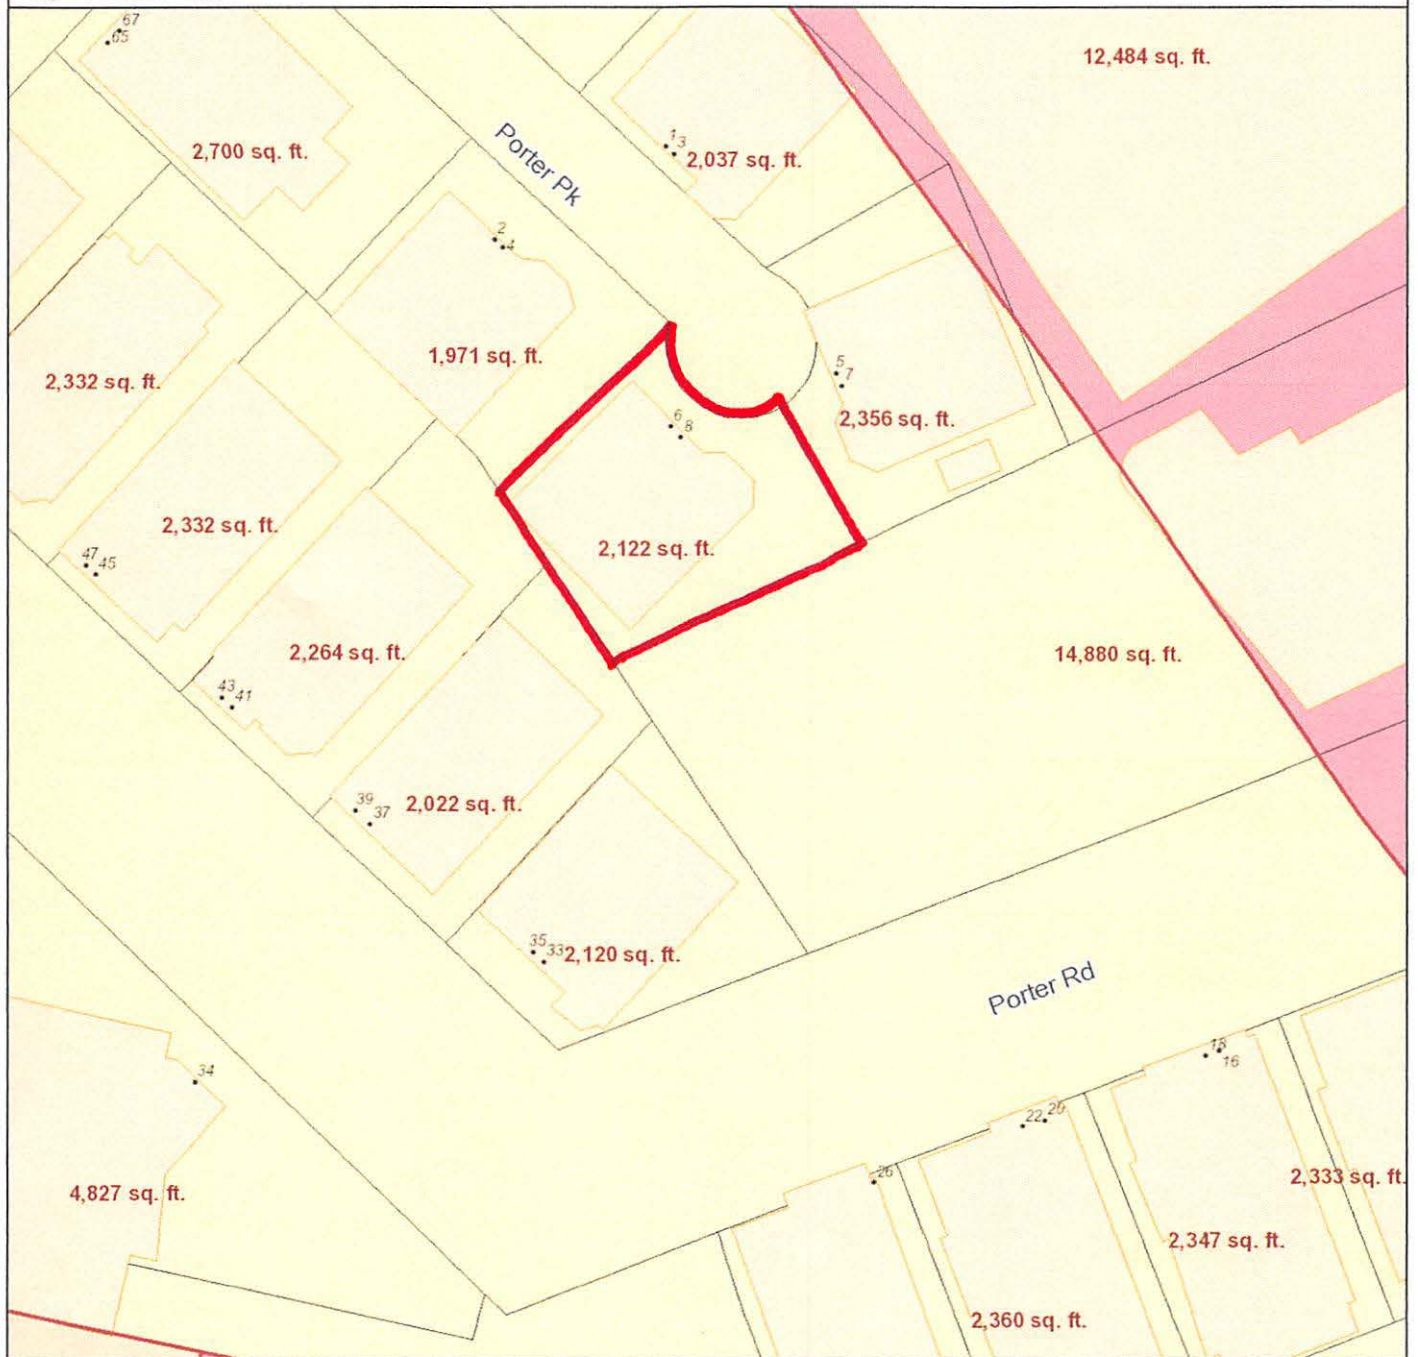 67
65
12,484 sq. ft.
2,700 sq. ft.
Porter Pk
1
3
2,037 sq. ft.
2
4
1,971 sq. ft.
2,332 sq. ft.
5
7
2,356 sq. ft.
6
8
2,332 sq. ft.
47
45
2,122 sq. ft.
2,264 sq. ft.
14,880 sq. ft.
43
41
39
37
2,022 sq. ft.
35
33
2,120 sq. ft.
Porter Rd
34
18
16
22
20
26
4,827 sq. ft.
2,333 sq. ft.
2,347 sq. ft.
2,360 sq. ft.